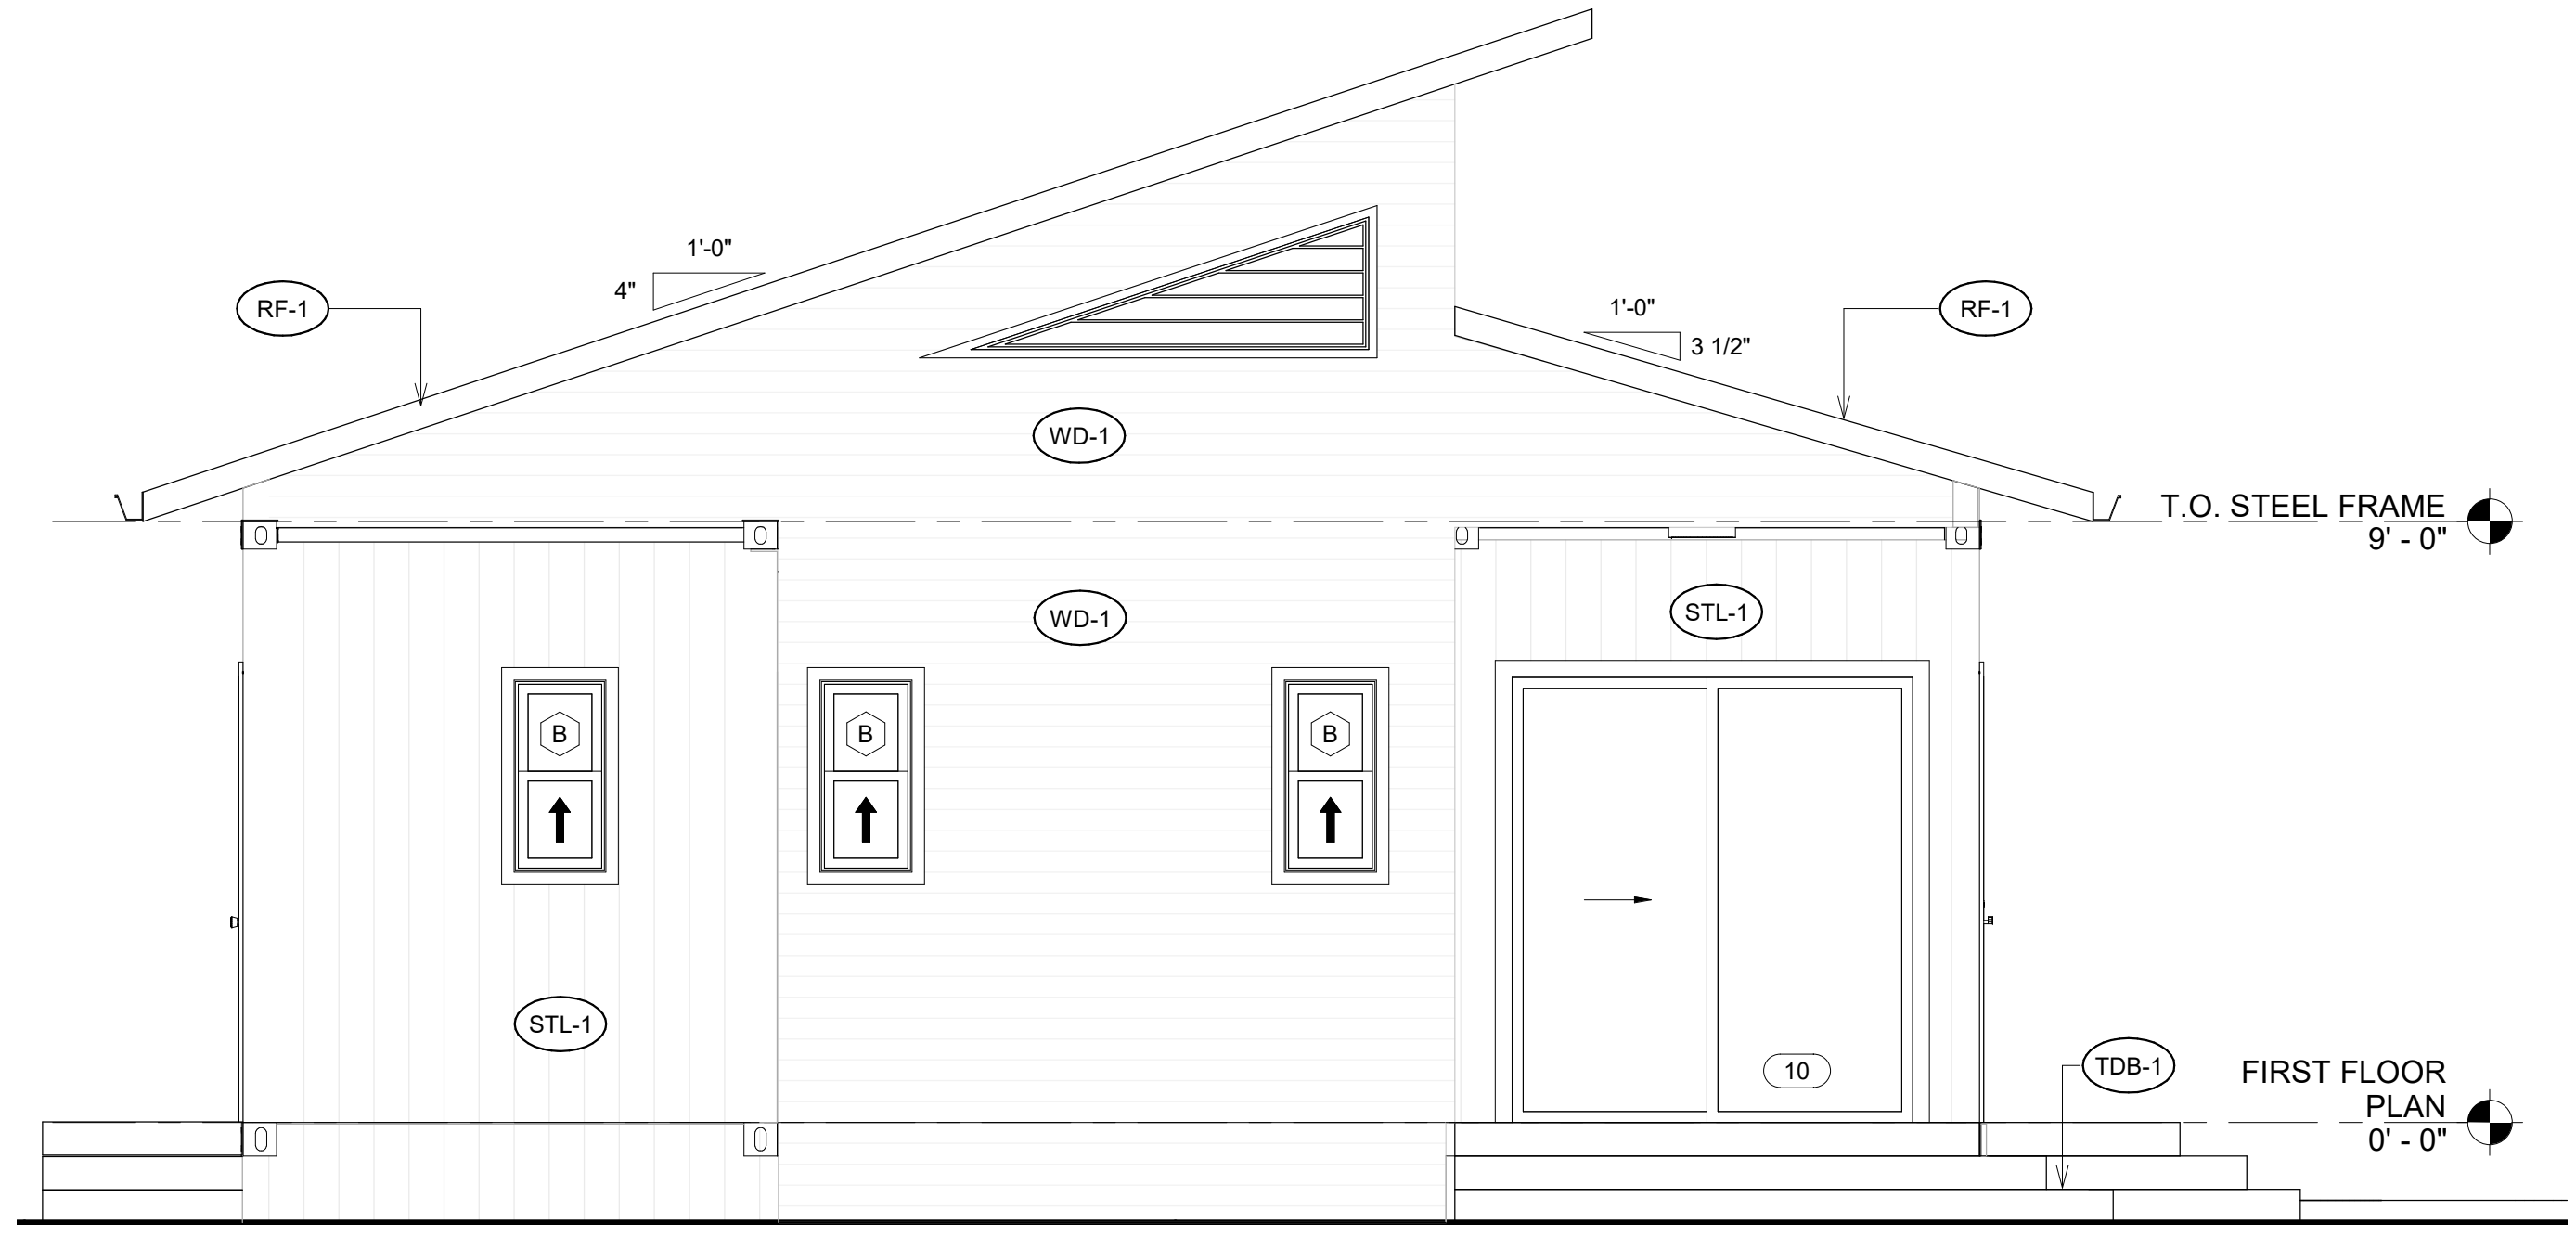 1'-0"
4"
RF-1
1'-0"
3 1/2"
RF-1
WD-1
T.O. STEEL FRAME
9' - 0"
WD-1
STL-1
B
B
B
STL-1
10
TDB-1
FIRST FLOOR
PLAN
0' - 0"